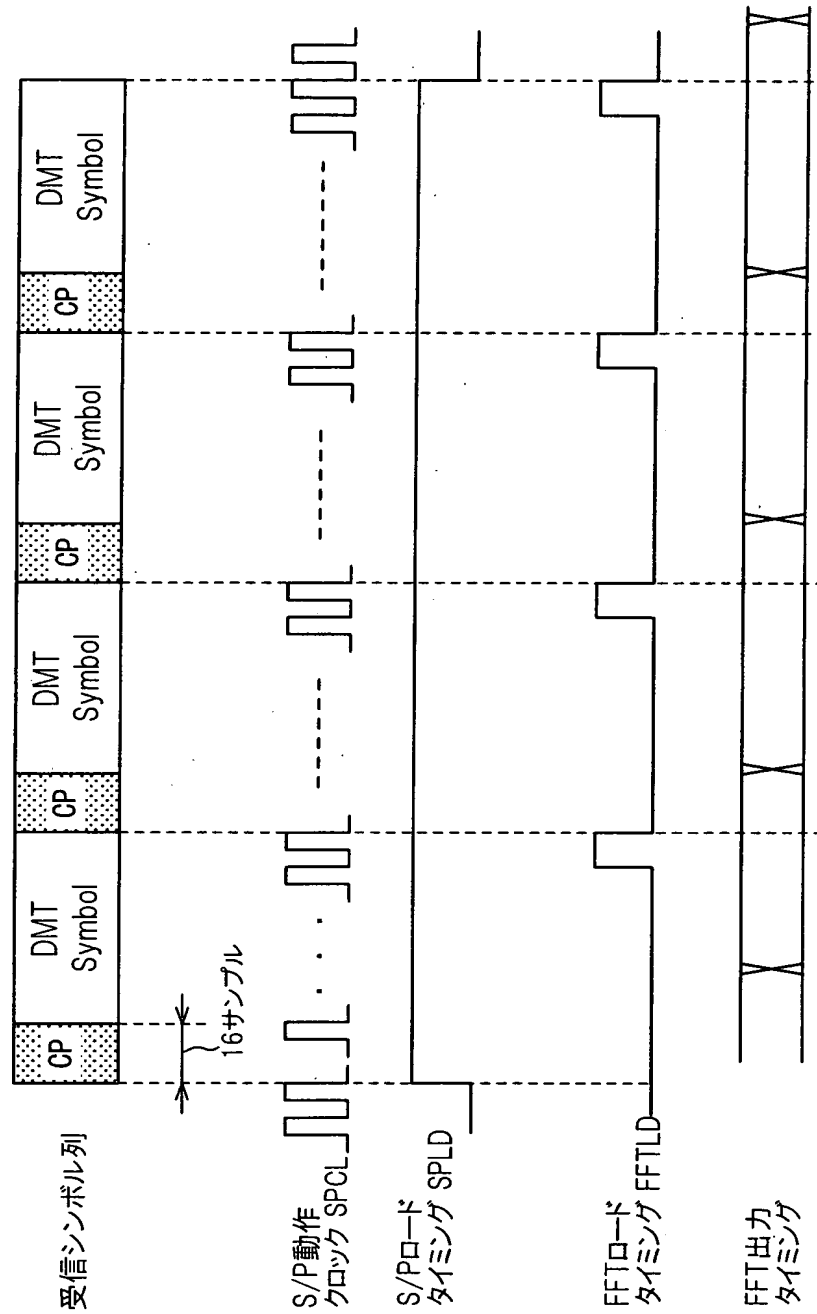 受信シンボル列
CP
DMT
Symbol
CP
DMT
Symbol
CP
DMT
Symbol
CP
DMT
Symbol
16サンプル
S/P動作
クロック SPCL
S/Pロード
タイミング SPLD
FFTロード
タイミング FFTLD
FFT出力
タイミング